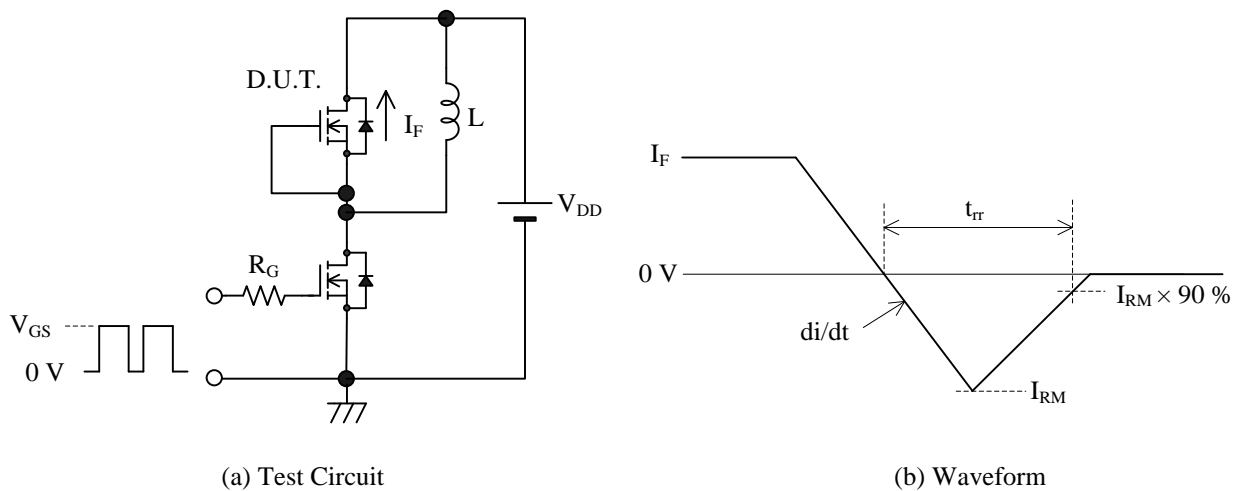 D.U.T.
I_F
L
V_DD
R_G
V_GS
0 V
(a) Test Circuit
I_F
t_rr
0 V
I_RM × 90 %
di/dt
I_RM
(b) Waveform